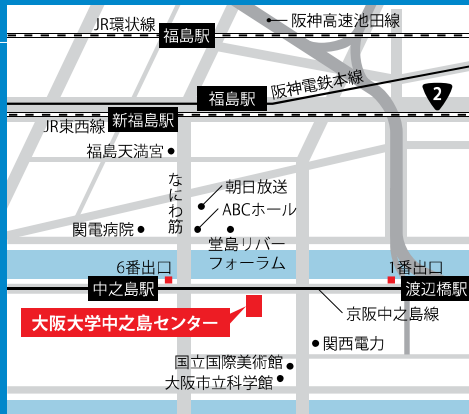 JR環状線
福島駅
阪神高速池田線
福島駅
阪神電鉄本線
2
JR東西線
新福島駅
福島天満宮
なにわ筋
朝日放送
ABCホール
関電病院
堂島リバー
フォーラム
6番出口
1番出口
中之島駅
渡辺橋駅
大阪大学中之島センター
京阪中之島線
関西電力
国立国際美術館
大阪市立科学館